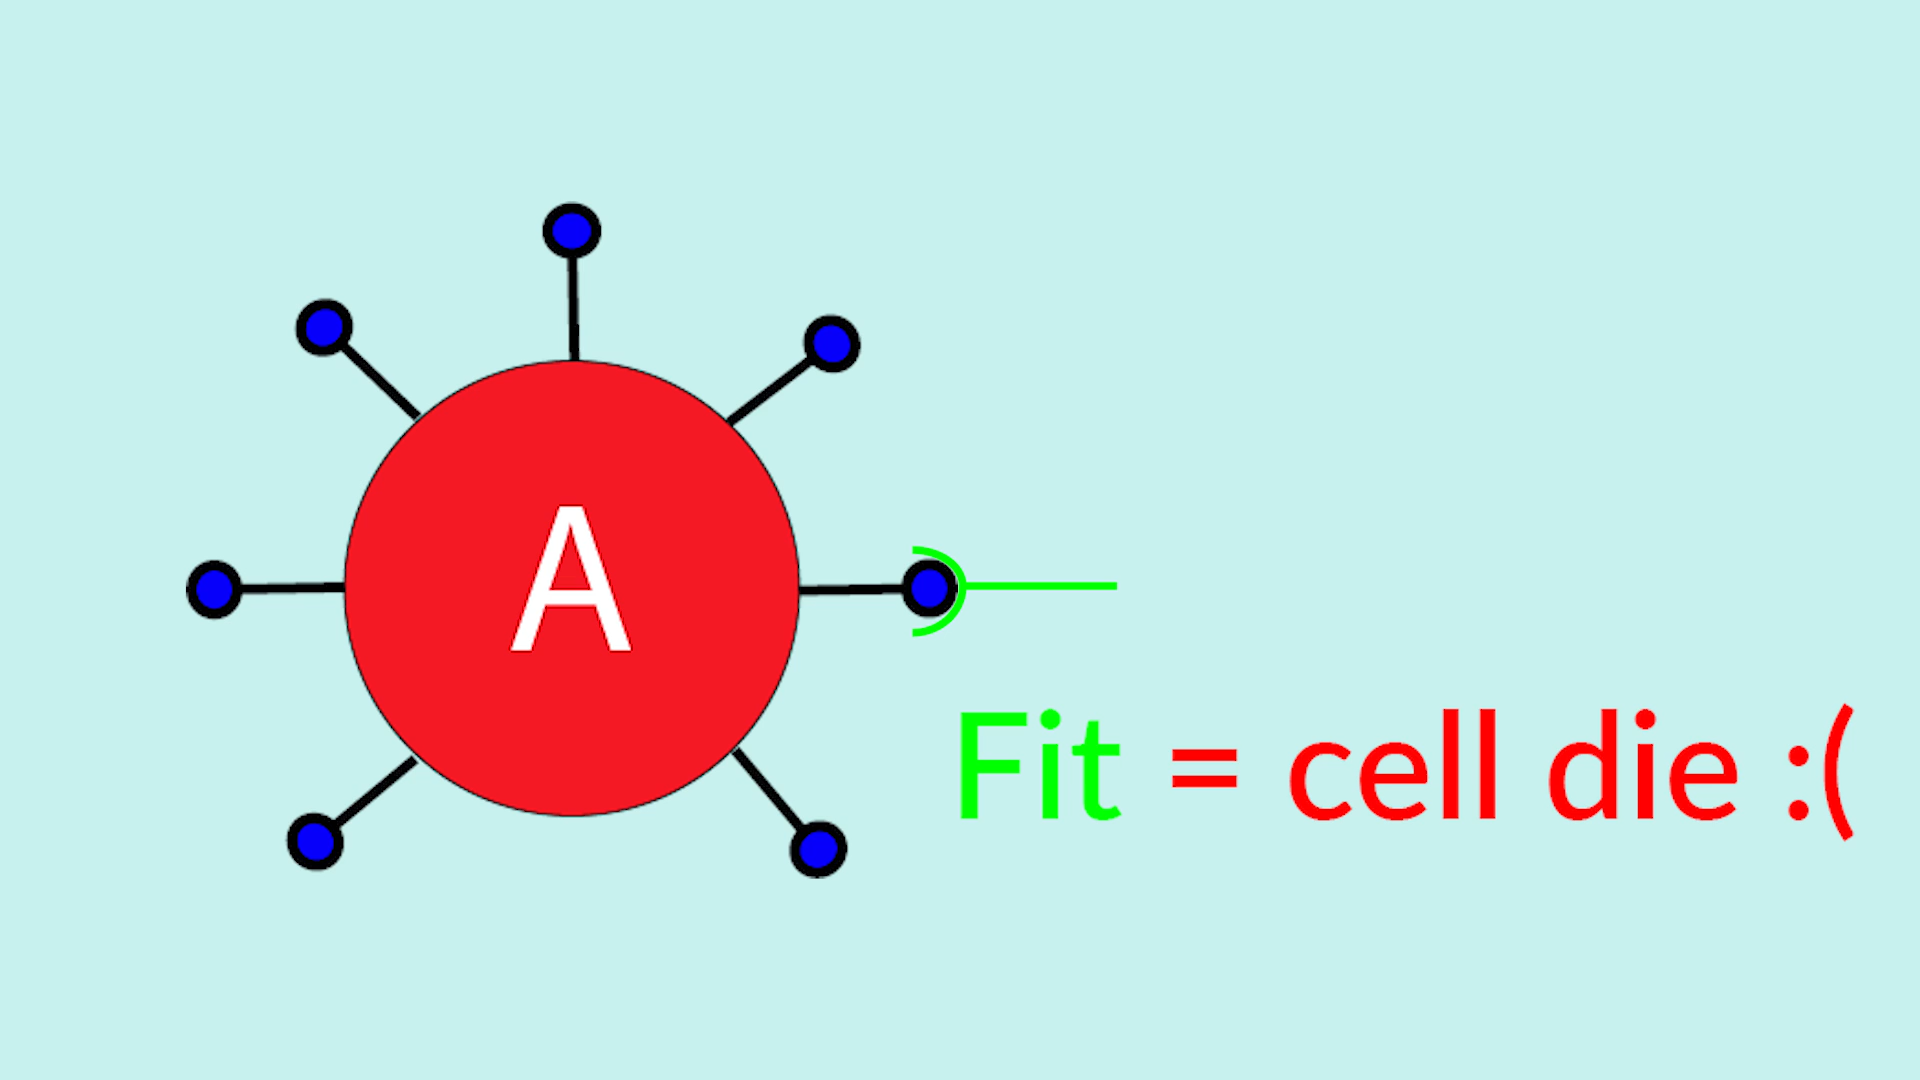 A
Fit = cell die :(